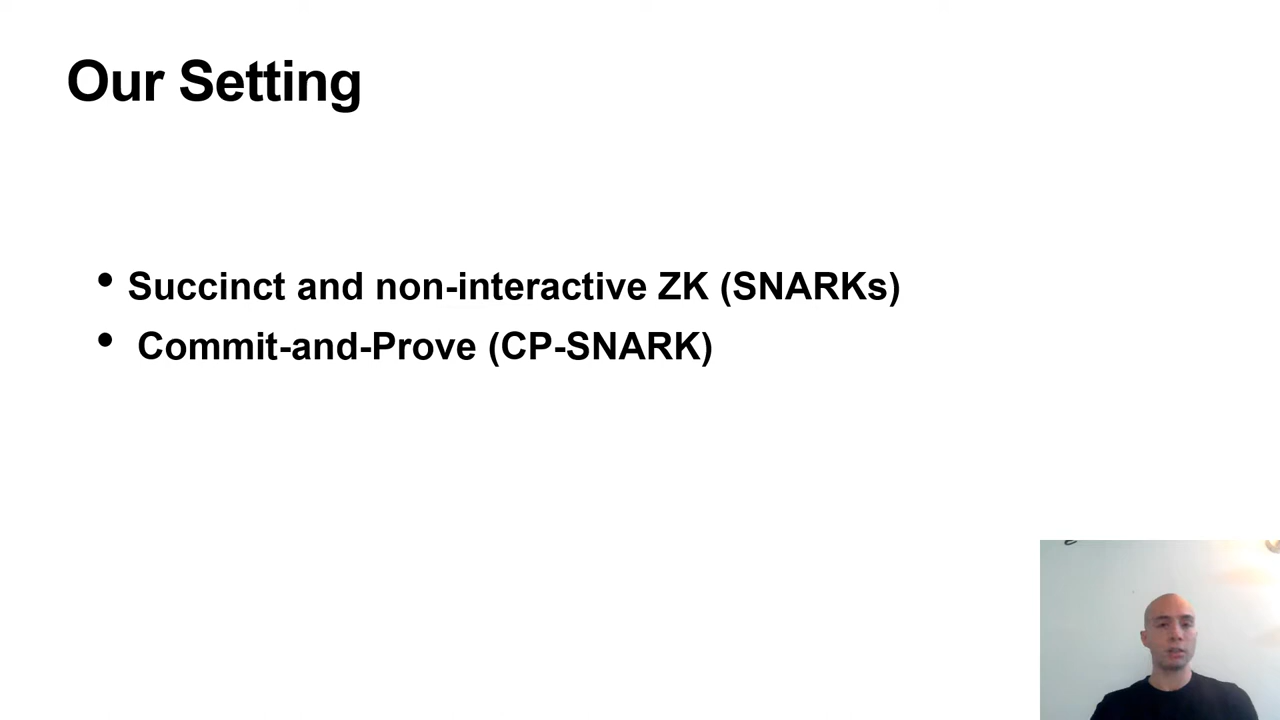 Our Setting
• Succinct and non-interactive ZK (SNARKs)
• Commit-and-Prove (CP-SNARK)